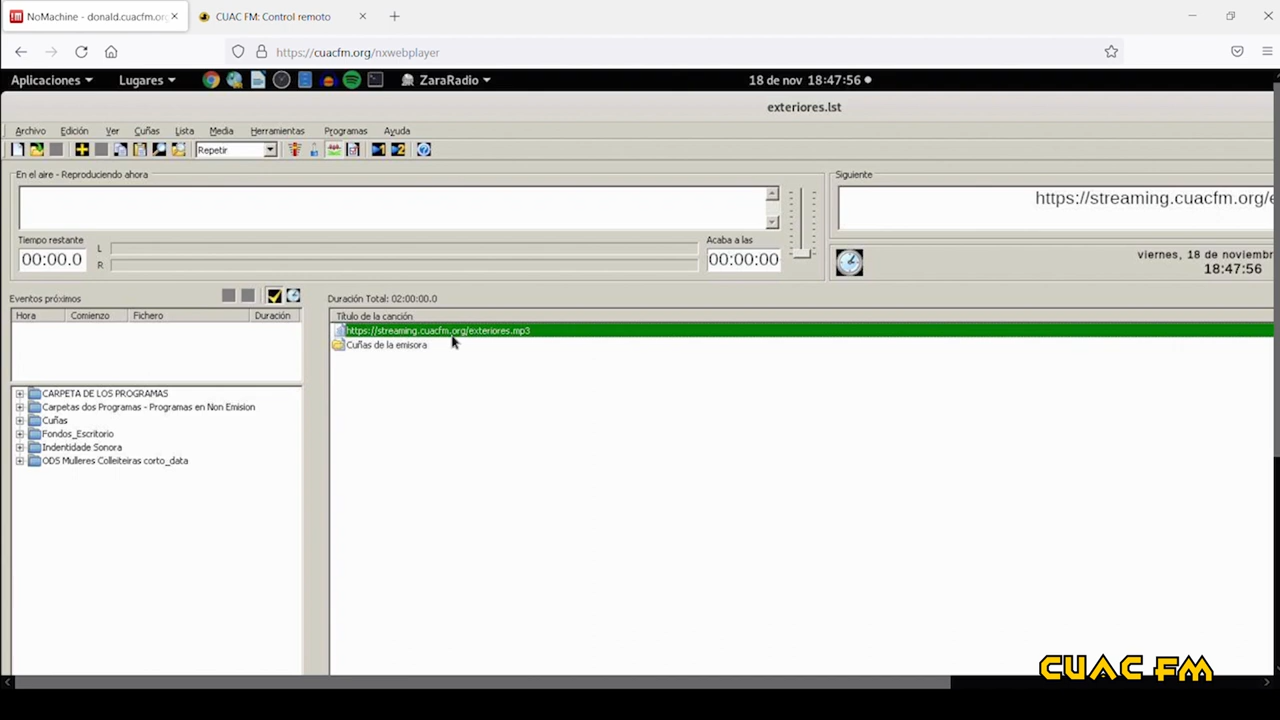 NoMachine - donald.cuacfm.org
CUAC FM: Control remoto
https://cuacfm.org/nxwebplayer
Aplicaciones Lugares ZaraRadio 18 de nov 18:47:56
exteriores.lst
Archivo Edición Ver Cuñas Lista Media Herramientas Programas Ayuda
Repetir 1 2
En el aire - Reproduciendo ahora
Siguiente
https://streaming.cuacfm.org/e
Tiempo restante L Acaba a las
00:00.0 R 00:00:00
viernes, 18 de noviembr
18:47:56
Eventos próximos
Duración Total: 02:00:00.0
Hora Comienzo Fichero Duración
Título de la canción
https://streaming.cuacfm.org/exteriores.mp3
Cuñas de la emisora
CARPETA DE LOS PROGRAMAS
Carpetas dos Programas - Programas en Non Emision
Cuñas
Fondos_Escritorio
Indentidade Sonora
ODS Mulleres Colleiteiras corto_data
CUAC FM